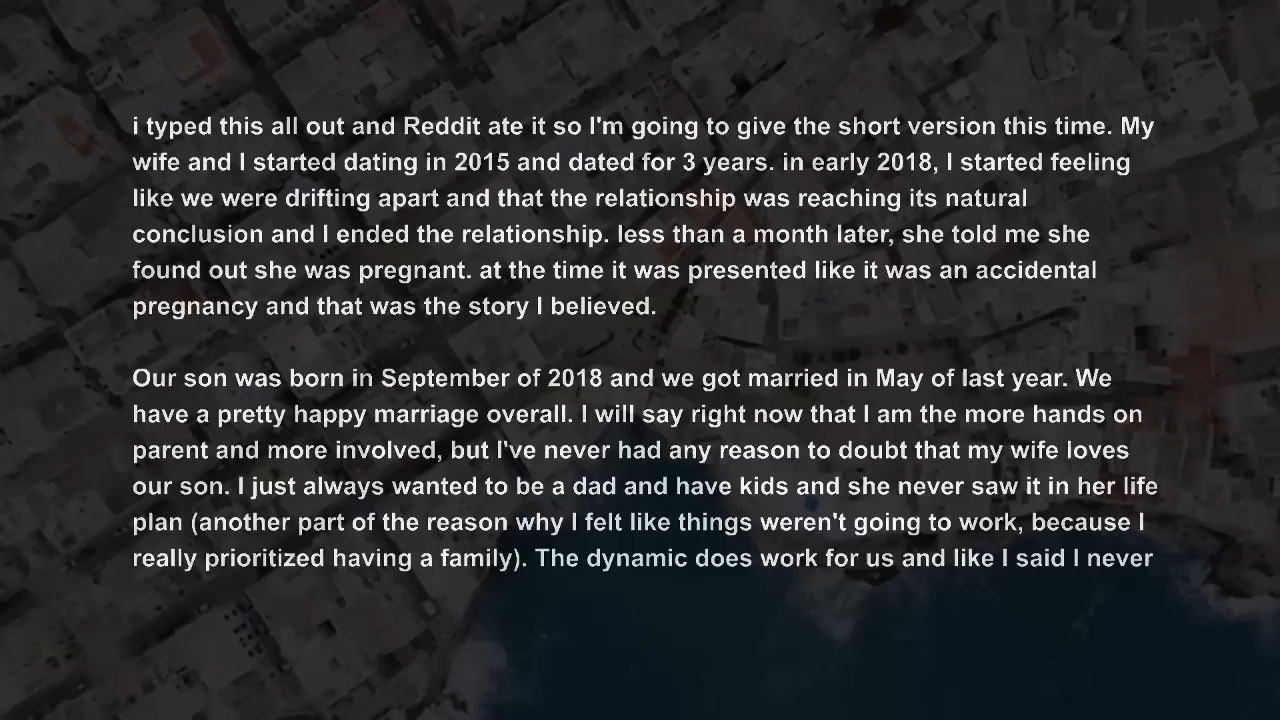 i typed this all out and Reddit ate it so I'm going to give the short version this time. My
wife and I started dating in 2015 and dated for 3 years. in early 2018, I started feeling
like we were drifting apart and that the relationship was reaching its natural
conclusion and I ended the relationship. less than a month later, she told me she
found out she was pregnant. at the time it was presented like it was an accidental
pregnancy and that was the story I believed.

Our son was born in September of 2018 and we got married in May of last year. We
have a pretty happy marriage overall. I will say right now that I am the more hands on
parent and more involved, but I've never had any reason to doubt that my wife loves
our son. I just always wanted to be a dad and have kids and she never saw it in her life
plan (another part of the reason why I felt like things weren't going to work, because I
really prioritized having a family). The dynamic does work for us and like I said I never